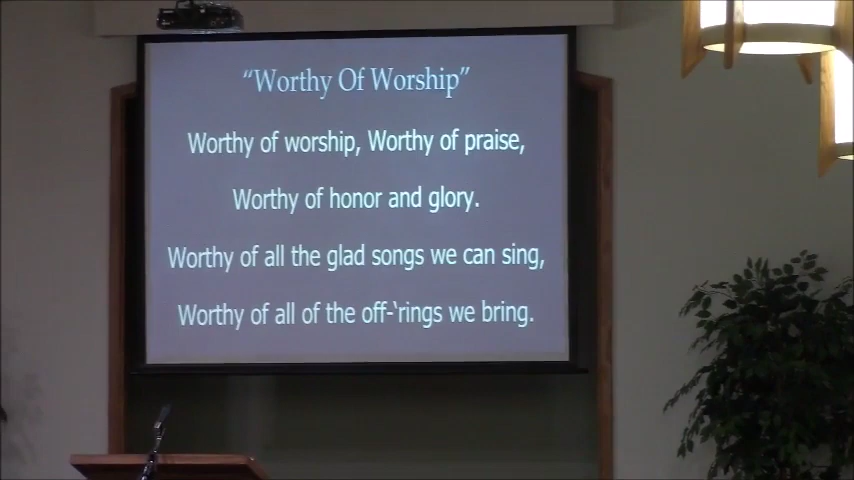 “Worthy Of Worship”
Worthy of worship, Worthy of praise,
Worthy of honor and glory.
Worthy of all the glad songs we can sing,
Worthy of all of the off-‘rings we bring.